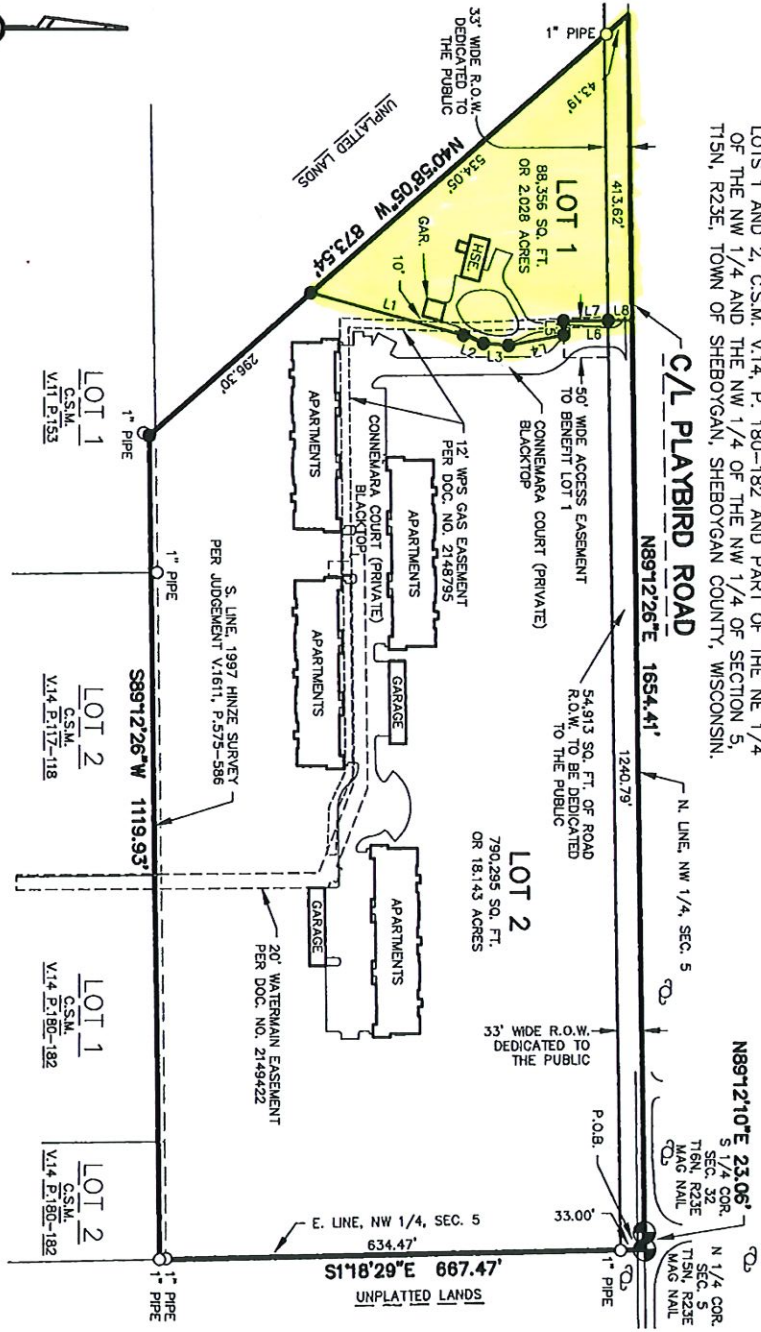 LOTS 1 AND 2, C.S.M. V.14, P. 180-182 AND PART OF THE NE 1/4
OF THE NW 1/4 AND THE NW 1/4 OF THE NW 1/4 OF SECTION 5,
T15N, R23E, TOWN OF SHEBOYGAN, SHEBOYGAN COUNTY, WISCONSIN.
N89°12'10"E 23.06'
S 1/4 COR.
SEC. 32
T16N, R23E
MAG NAIL
N 1/4 COR.
SEC. 5
T15N, R23E
MAG NAIL
1" PIPE
43.19'
33' WIDE R.O.W.
DEDICATED TO
THE PUBLIC
413.62'
C/L PLAYBIRD ROAD
N89°12'26"E 1654.41'
N. LINE, NW 1/4, SEC. 5
1240.79'
54,913 SQ. FT. OF ROAD
R.O.W. TO BE DEDICATED
TO THE PUBLIC
33' WIDE R.O.W.
DEDICATED TO
THE PUBLIC
P.O.B.
33.00'
1" PIPE
UNPLATTED LANDS
N40°58'05"W 873.54'
534.05'
LOT 1
88,356 SQ. FT.
OR 2.028 ACRES
HSE.
GAR.
10'
L1
L2
L3
L4
L5
L6
L7
L8
50' WIDE ACCESS EASEMENT
TO BENEFIT LOT 1
CONNEMARA COURT (PRIVATE)
BLACKTOP
12' WPS GAS EASEMENT
PER DOC. NO. 2148795
APARTMENTS
APARTMENTS
CONNEMARA COURT (PRIVATE)
BLACKTOP
APARTMENTS
GARAGE
LOT 2
790,295 SQ. FT.
OR 18.143 ACRES
APARTMENTS
GARAGE
20' WATERMAIN EASEMENT
PER DOC. NO. 2149422
E. LINE, NW 1/4, SEC. 5
634.47'
S1°18'29"E 667.47'
UNPLATTED LANDS
296.30'
1" PIPE
1" PIPE
S. LINE, 1997 HINZE SURVEY
PER JUDGEMENT V.1611, P.575-586
S89°12'26"W 1119.93'
1" PIPE
1" PIPE
LOT 1
C.S.M.
V.11 P.153
LOT 2
C.S.M.
V.14 P.117-118
LOT 1
C.S.M.
V.14 P.180-182
LOT 2
C.S.M.
V.14 P.180-182